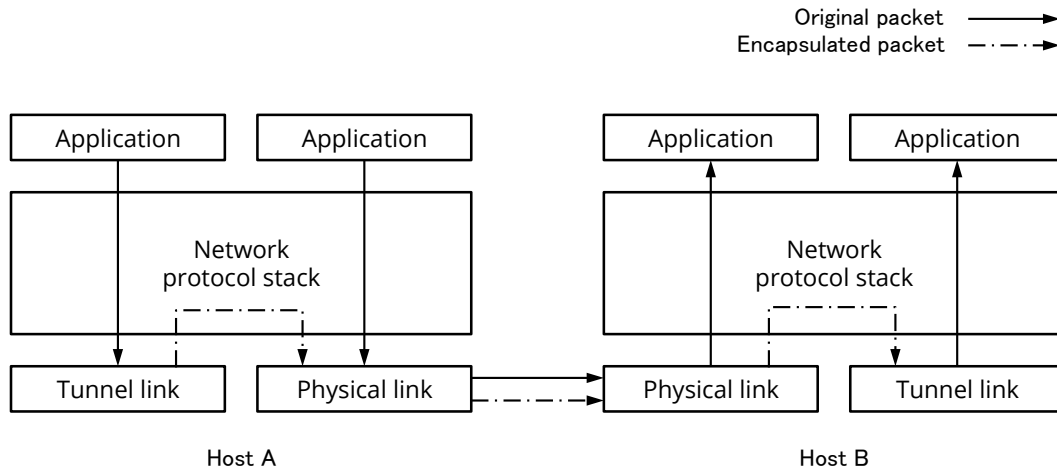 Original packet
Encapsulated packet
Application
Application
Application
Application
Network
protocol stack
Network
protocol stack
Tunnel link
Physical link
Physical link
Tunnel link
Host A
Host B